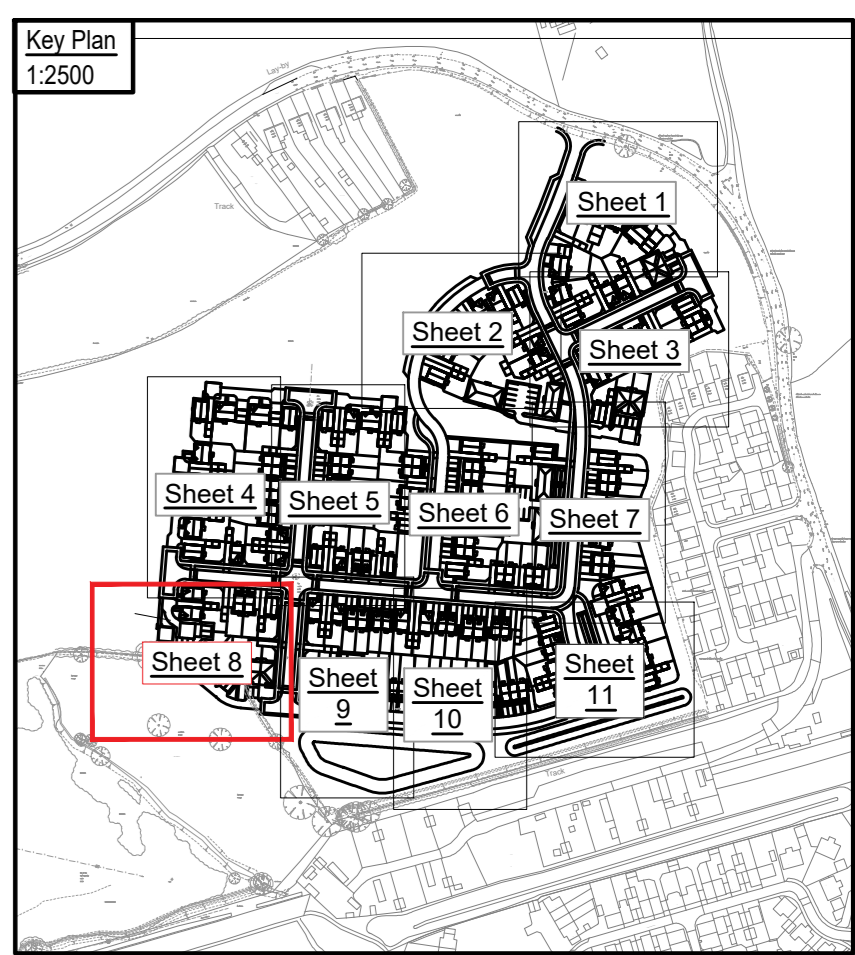 Key Plan
1:2500
Lay-by
Track
Sheet 1
Sheet 2
Sheet 3
Sheet 4
Sheet 5
Sheet 6
Sheet 7
Sheet 8
Sheet
9
Sheet
10
Sheet
11
Track